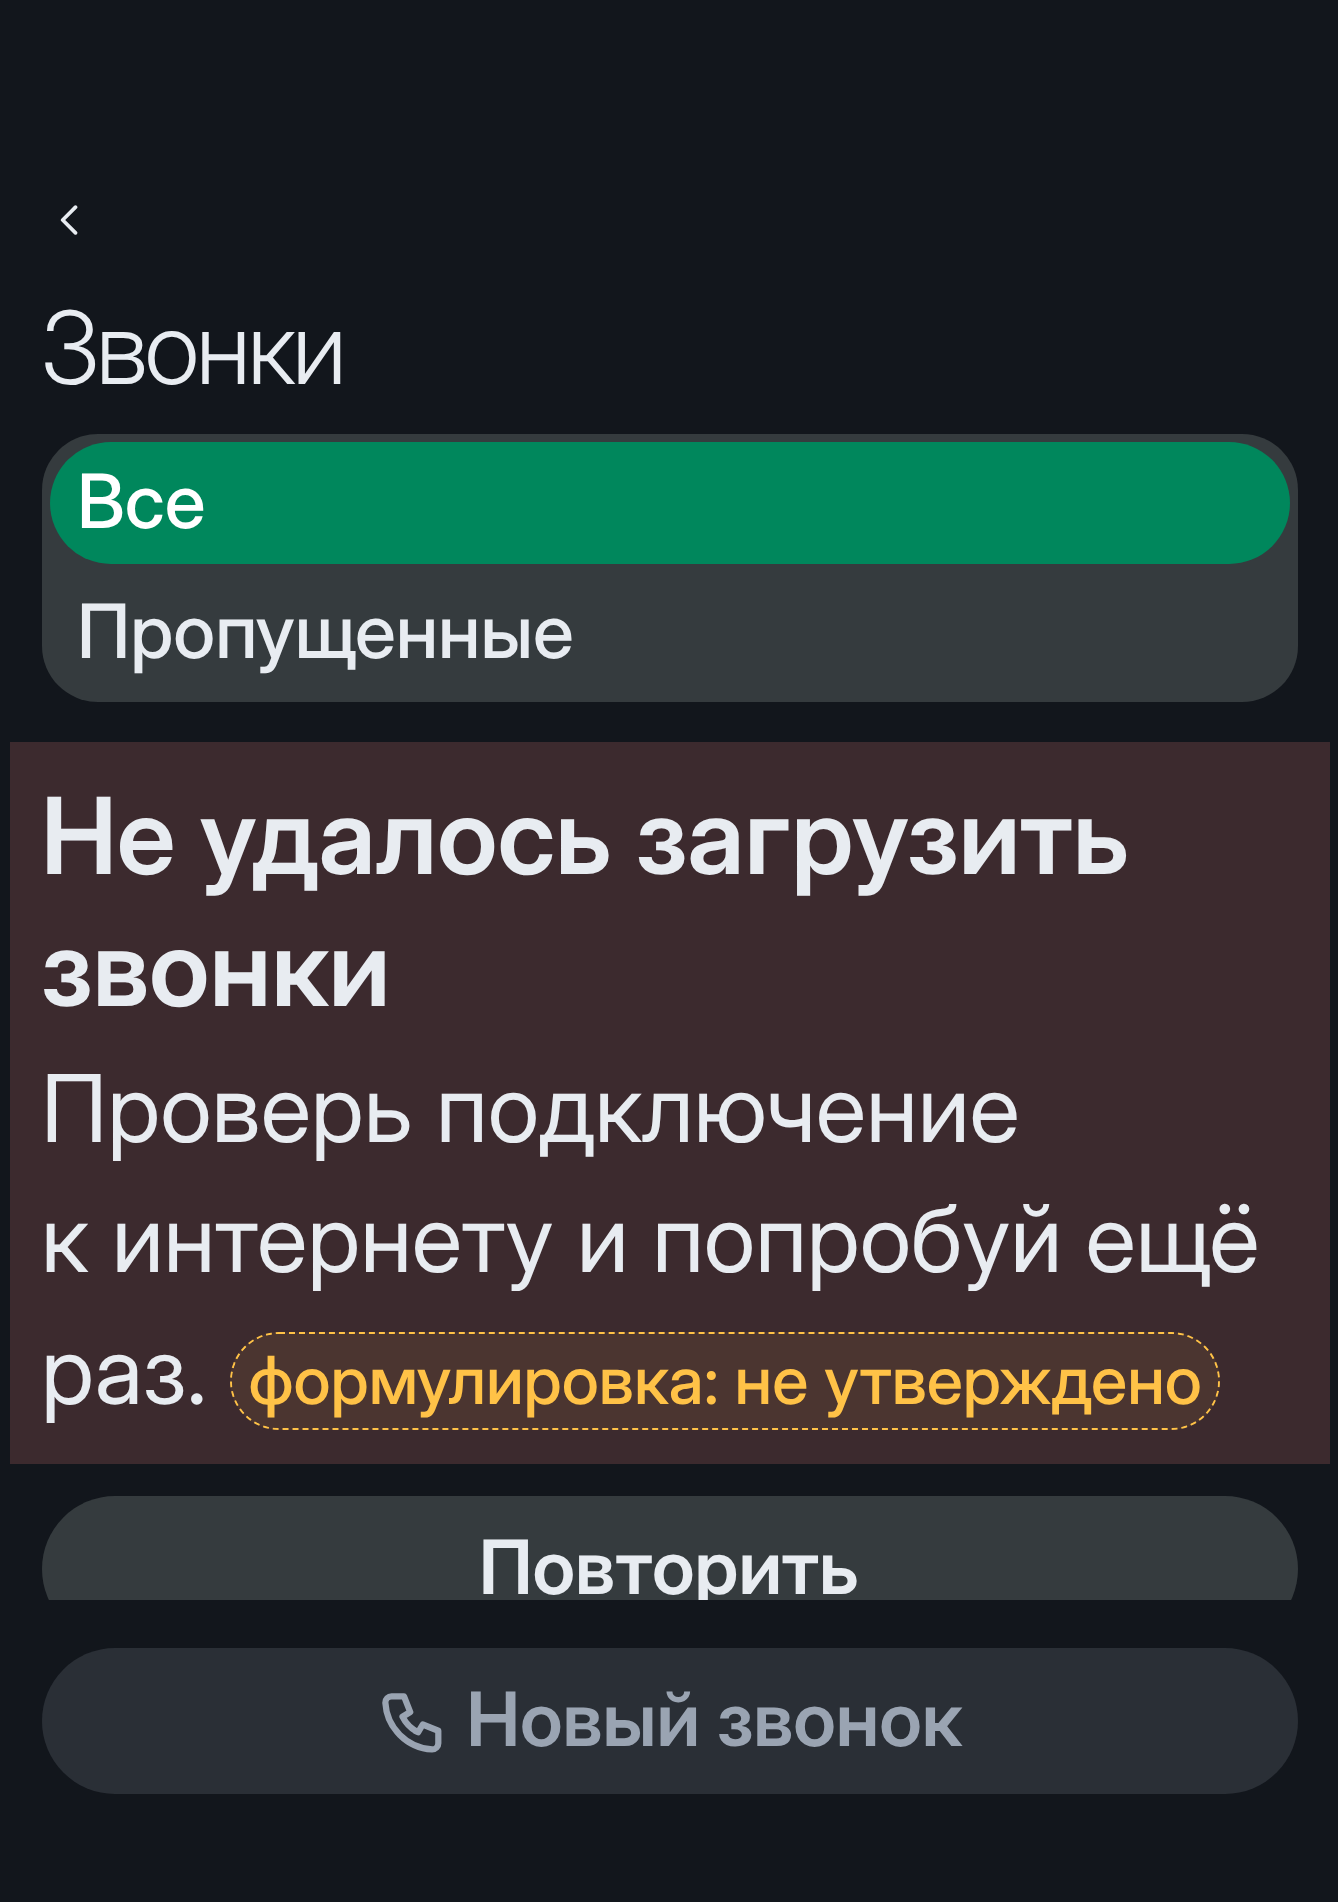 Звонки
Все
Пропущенные
Не удалось загрузить
звонки
Проверь подключение
к интернету и попробуй ещё
раз. формулировка: не утверждено
Повторить
Новый звонок